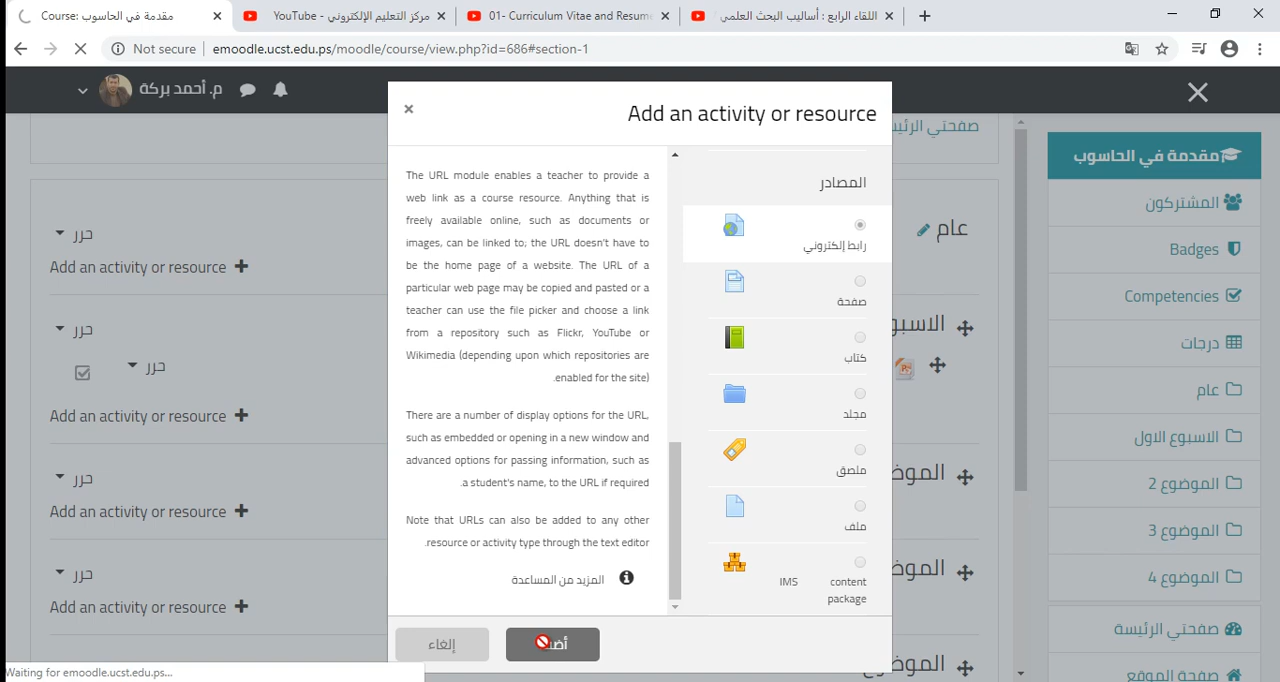 Course: مقدمة في الحاسوب
YouTube - مركز التعليم الإلكتروني
01- Curriculum Vitae and Resume
اللقاء الرابع : أساليب البحث العلمي
Not secure
emoodle.ucst.edu.ps/moodle/course/view.php?id=686#section-1
م. أحمد بركة
Add an activity or resource
The URL module enables a teacher to provide a
web link as a course resource. Anything that is
freely available online, such as documents or
images, can be linked to; the URL doesn't have to
be the home page of a website. The URL of a
particular web page may be copied and pasted or a
teacher can use the file picker and choose a link
from a repository such as Flickr, YouTube or
Wikimedia (depending upon which repositories are
.enabled for the site)
There are a number of display options for the URL,
such as embedded or opening in a new window and
advanced options for passing information, such as
.a student's name, to the URL if required
Note that URLs can also be added to any other
.resource or activity type through the text editor
المزيد من المساعدة
المصادر
رابط إلكتروني
صفحة
كتاب
مجلد
ملصق
ملف
IMS content
package
إلغاء
صفحتي الرئيس
عام
حرر
Add an activity or resource
الاسبو
حرر
حرر
Add an activity or resource
الموضو
حرر
Add an activity or resource
الموضو
حرر
Add an activity or resource
الموضو
مقدمة في الحاسوب
المشتركون
Badges
Competencies
درجات
عام
الاسبوع الاول
الموضوع 2
الموضوع 3
الموضوع 4
صفحتي الرئيسة
صفحة الموقع
Waiting for emoodle.ucst.edu.ps...